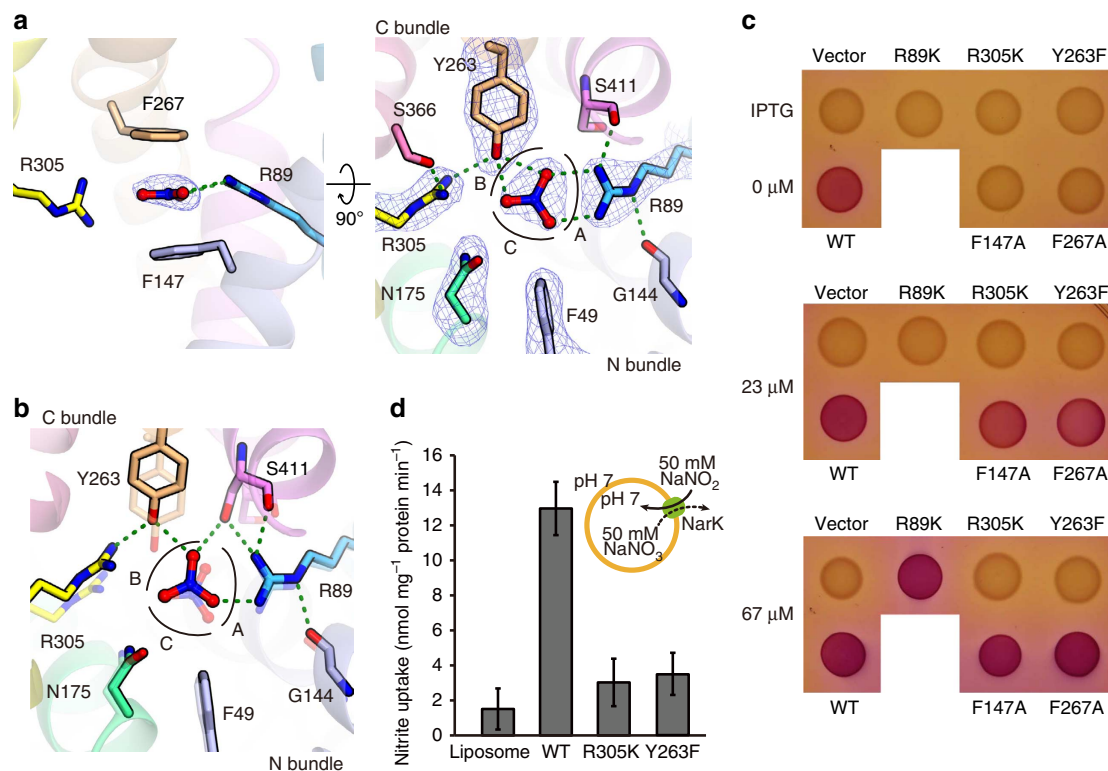 a
F267
R305
R89
F147
90°
C bundle
Y263
S411
S366
B
R89
A
R305
C
N175
G144
F49
N bundle
b
C bundle
Y263
S411
B
R89
R305
C
A
N175
G144
F49
N bundle
c
Vector R89K R305K Y263F
IPTG
0 μM
WT F147A F267A
Vector R305K Y263F
23 μM
WT F147A F267A
Vector R89K R305K Y263F
67 μM
WT F147A F267A
d
Nitrite uptake (nmol mg⁻¹ protein min⁻¹)
16
14
12
10
8
6
4
2
0
Liposome WT R305K Y263F
50 mM
NaNO₂
pH 7
pH 7
NarK
50 mM
NaNO₃